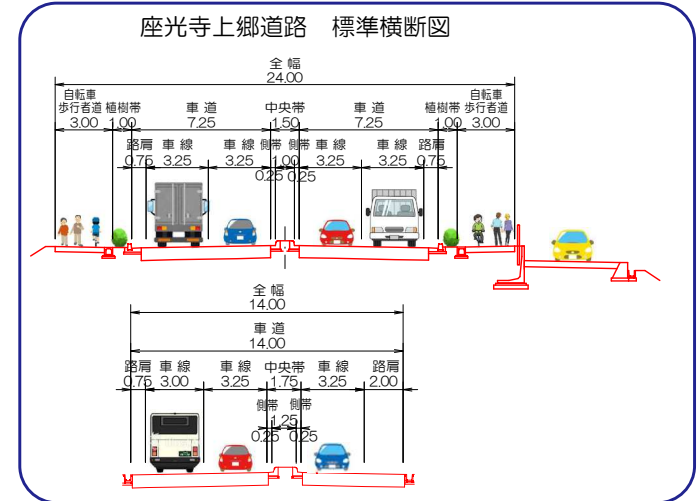 座光寺上郷道路 標準横断図
全幅
24.00
自転車
歩行者道 植樹帯 車道 中央帯 車道 植樹帯 自転車歩行者道
3.00 1.00 7.25 1.50 7.25 1.00 3.00
路肩 車線 車線 側帯 側帯 車線 車線 路肩
0.75 3.25 3.25 1.00 3.25 3.25 0.75
0.25 0.25
全幅
14.00
車道
14.00
路肩 車線 車線 中央帯 車線 路肩
0.75 3.00 3.25 1.75 3.25 2.00
側帯 側帯
1.25
0.25 0.25